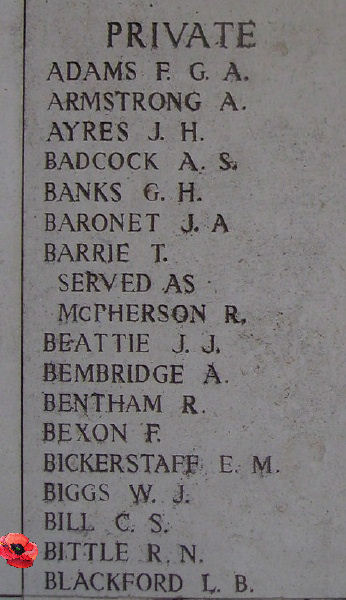 PRIVATE
ADAMS F. G. A.
ARMSTRONG A.
AYRES J. H.
BADCOCK A. S.
BANKS G. H.
BARONET J. A
BARRIE T.
SERVED AS
McPHERSON R.
BEATTIE J. J.
BEMBRIDGE A.
BENTHAM R.
BEXON F.
BICKERSTAFF E. M.
BIGGS W. J.
BILL C. S.
BITTLE R. N.
BLACKFORD L. B.